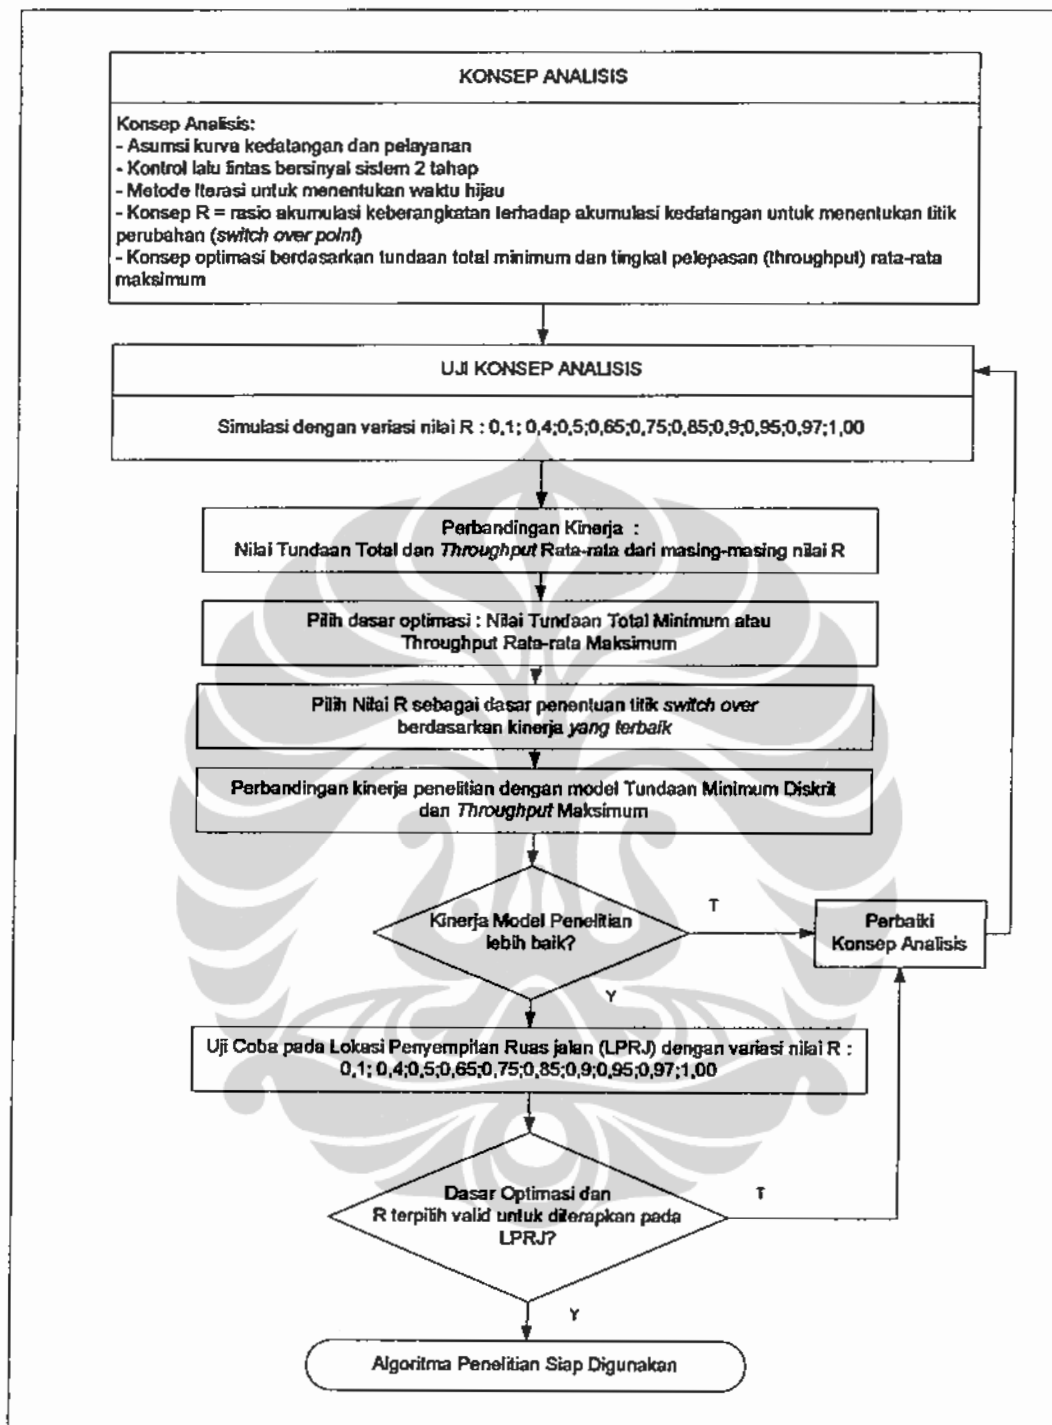 KONSEP ANALISIS
Konsep Analisis:
- Asumsi kurva kedatangan dan pelayanan
- Kontrol lalu lintas bersinyal sistem 2 tahap
- Metode Iterasi untuk menentukan waktu hijau
- Konsep R = rasio akumulasi keberangkatan terhadap akumulasi kedatangan untuk menentukan titik
perubahan (switch over point)
- Konsep optimasi berdasarkan tundaan total minimum dan tingkat pelepasan (throughput) rata-rata
maksimum
UJI KONSEP ANALISIS
Simulasi dengan variasi nilai R : 0,1; 0,4;0,5;0,65;0,75;0,85;0,9;0,95;0,97;1,00
Perbandingan Kinerja :
Nilai Tundaan Total dan Throughput Rata-rata dari masing-masing nilai R
Pilih dasar optimasi : Nilai Tundaan Total Minimum atau
Throughput Rata-rata Maksimum
Pilih Nilai R sebagai dasar penentuan titik switch over
berdasarkan kinerja yang terbaik
Perbandingan kinerja penelitian dengan model Tundaan Minimum Diskrit
dan Throughput Maksimum
Kinerja Model Penelitian
lebih baik?
T
Perbaiki
Konsep Analisis
Y
Uji Coba pada Lokasi Penyempitan Ruas jalan (LPRJ) dengan variasi nilai R :
0,1; 0,4;0,5;0,65;0,75;0,85;0,9;0,95;0,97;1,00
Dasar Optimasi dan
R terpilih valid untuk diterapkan pada
LPRJ?
T
Y
Algoritma Penelitian Siap Digunakan